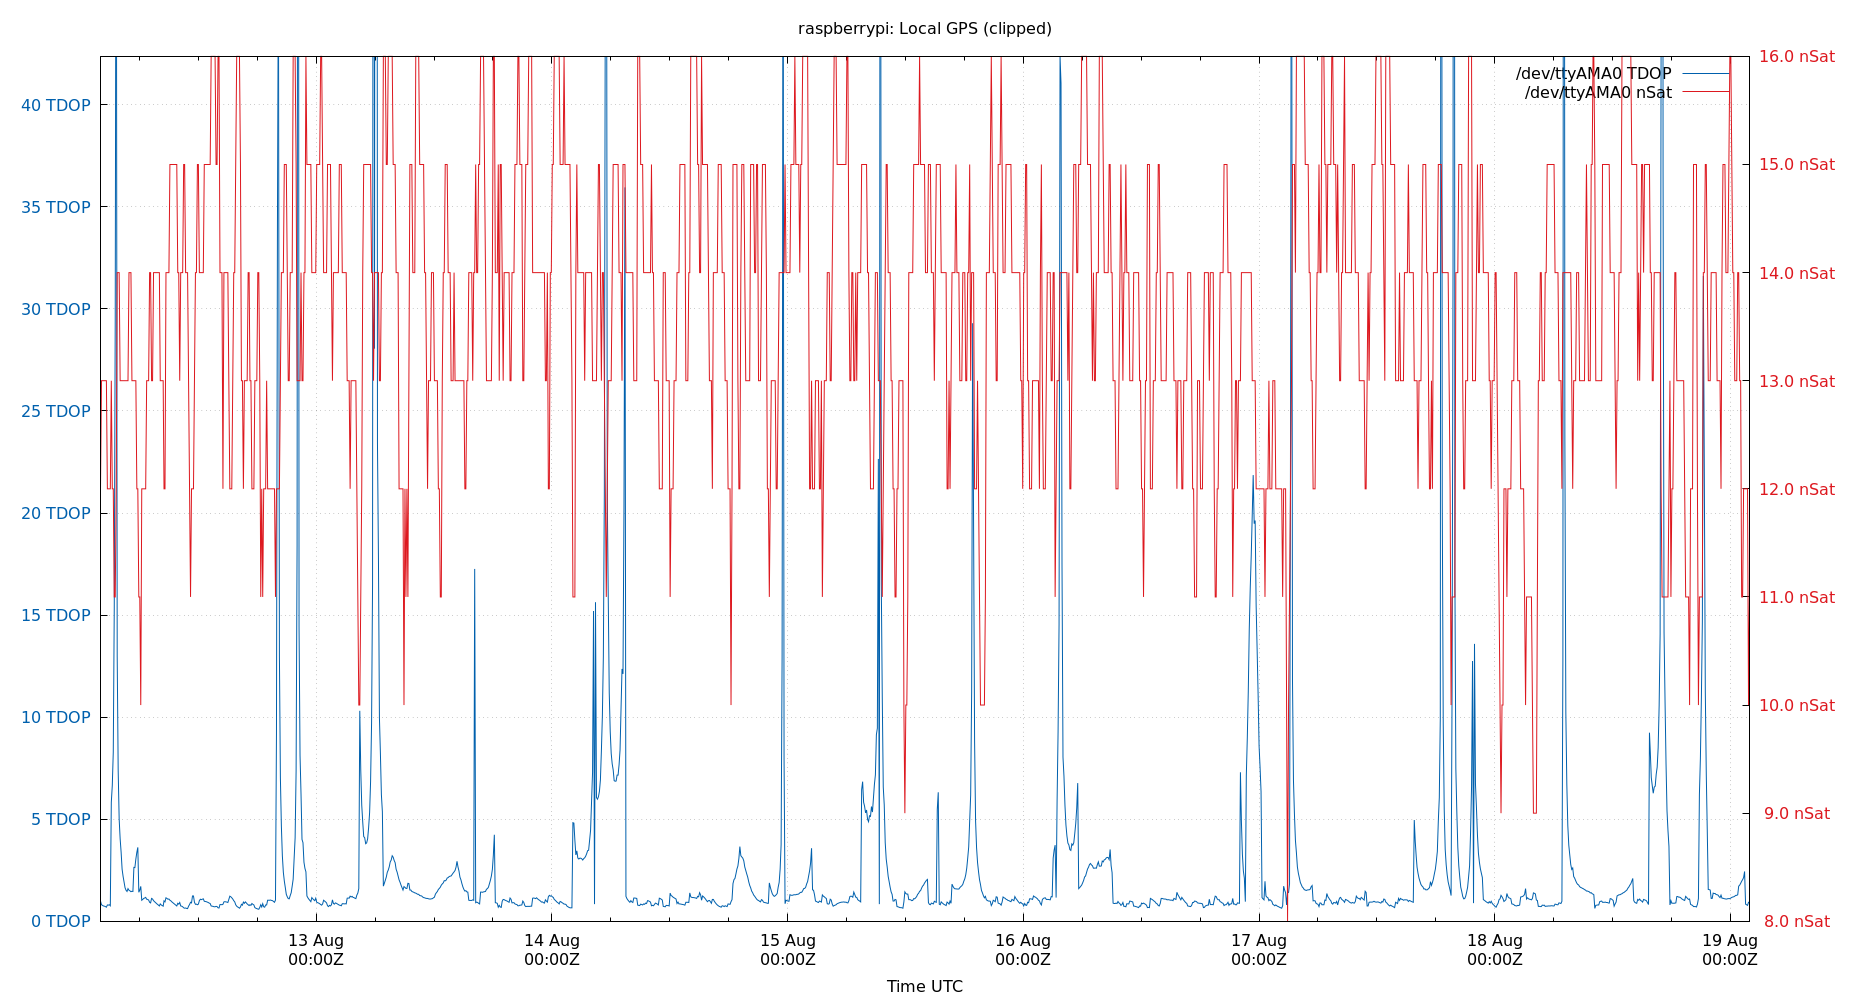 raspberrypi: Local GPS (clipped)
/dev/ttyAMA0 TDOP
/dev/ttyAMA0 nSat
40 TDOP
35 TDOP
30 TDOP
25 TDOP
20 TDOP
15 TDOP
10 TDOP
5 TDOP
0 TDOP
16.0 nSat
15.0 nSat
14.0 nSat
13.0 nSat
12.0 nSat
11.0 nSat
10.0 nSat
9.0 nSat
8.0 nSat
13 Aug
00:00Z
14 Aug
00:00Z
15 Aug
00:00Z
16 Aug
00:00Z
17 Aug
00:00Z
18 Aug
00:00Z
19 Aug
00:00Z
Time UTC